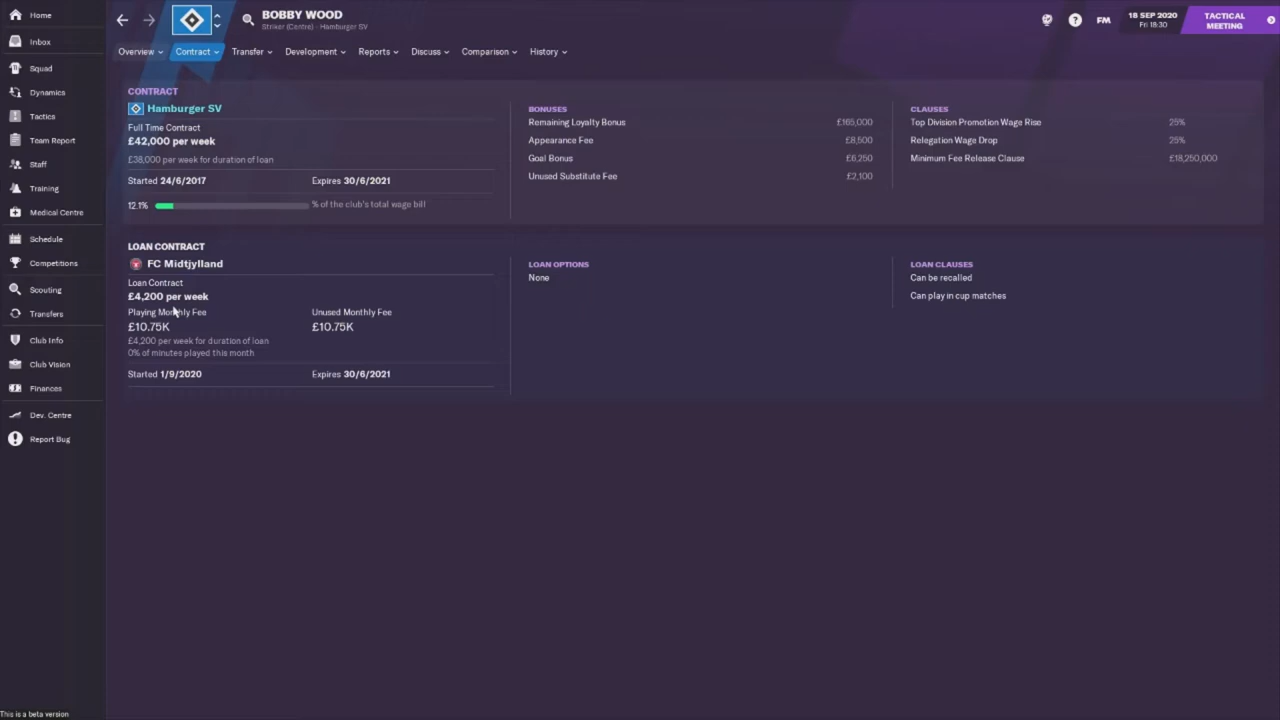 Home
Inbox
Squad
Dynamics
Tactics
Team Report
Staff
Training
Medical Centre
Schedule
Competitions
Scouting
Transfers
Club Info
Club Vision
Finances
Dev. Centre
Report Bug
This is a beta version
BOBBY WOOD
Striker (Centre) - Hamburger SV
? FM 18 SEP 2020
Fri 18:30
TACTICAL
MEETING
Overview Contract Transfer Development Reports Discuss Comparison History
CONTRACT
Hamburger SV
Full Time Contract
£42,000 per week
£38,000 per week for duration of loan
Started 24/6/2017 Expires 30/6/2021
12.1% % of the club's total wage bill
BONUSES
Remaining Loyalty Bonus £165,000
Appearance Fee £8,500
Goal Bonus £6,250
Unused Substitute Fee £2,100
CLAUSES
Top Division Promotion Wage Rise 25%
Relegation Wage Drop 25%
Minimum Fee Release Clause £18,250,000
LOAN CONTRACT
FC Midtjylland
Loan Contract
£4,200 per week
Playing Monthly Fee Unused Monthly Fee
£10.75K £10.75K
£4,200 per week for duration of loan
0% of minutes played this month
Started 1/9/2020 Expires 30/6/2021
LOAN OPTIONS
None
LOAN CLAUSES
Can be recalled
Can play in cup matches